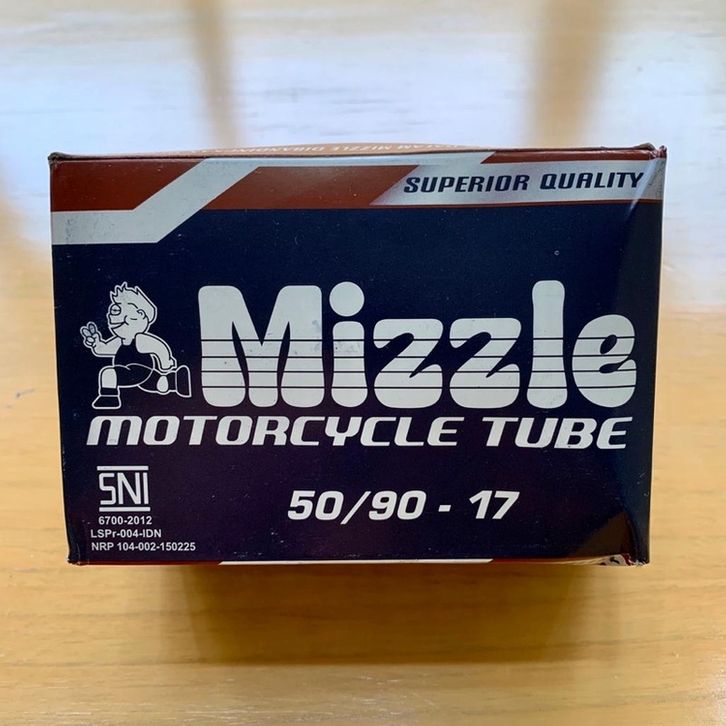 SUPERIOR QUALITY
Mizzle
MOTORCYCLE TUBE
SNI
6700-2012
LSPr-004-IDN
NRP 104-002-150225
50/90 - 17